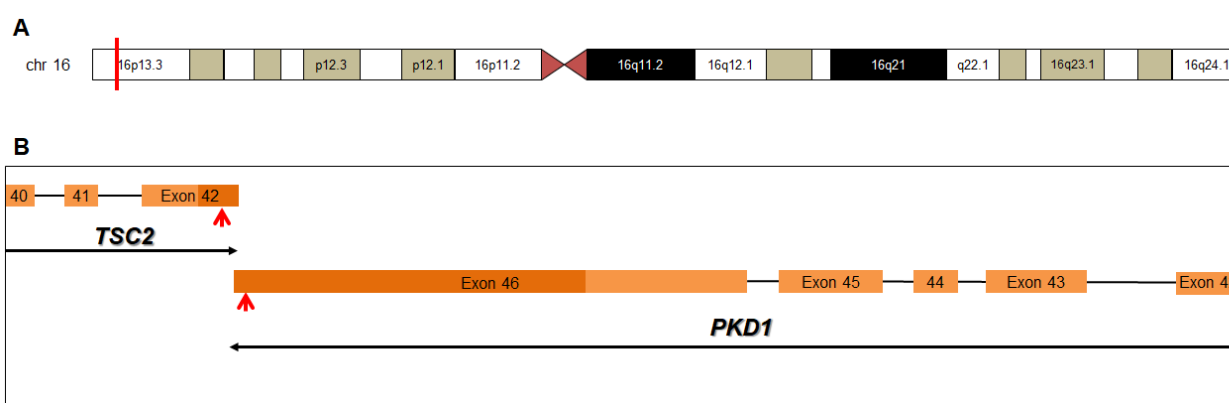 A
chr 16 16p13.3 p12.3 p12.1 16p11.2 16q11.2 16q12.1 16q21 q22.1 16q23.1 16q24.1
B
40 41 Exon 42
TSC2
Exon 46 Exon 45 44 Exon 43 Exon 4
PKD1